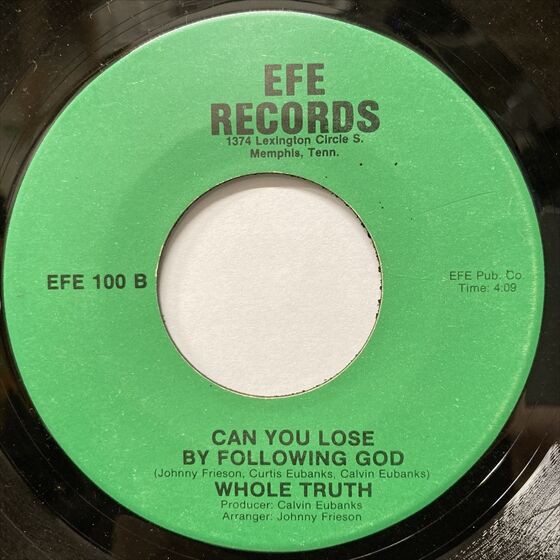 EFE
RECORDS
1374 Lexington Circle S.
Memphis, Tenn.
EFE 100 B
EFE Pub. Co.
Time: 4:09
CAN YOU LOSE
BY FOLLOWING GOD
(Johnny Frieson, Curtis Eubanks, Calvin Eubanks)
WHOLE TRUTH
Producer: Calvin Eubanks
Arranger: Johnny Frieson